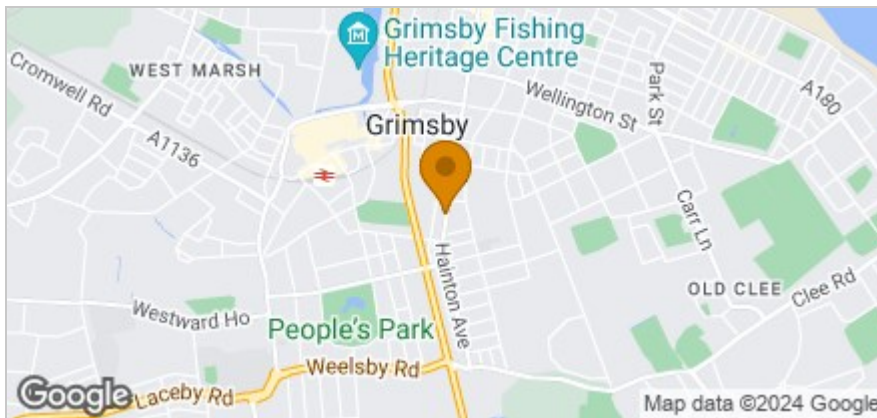 Grimsby Fishing
Heritage Centre
Cromwell Rd
WEST MARSH
A180
Park St
Wellington St
A1136
Grimsby
Carr Ln
Hainton Ave
OLD CLEE
Clee Rd
Westward Ho
People's Park
Weelsby Rd
Laceby Rd
Google
Map data ©2024 Google